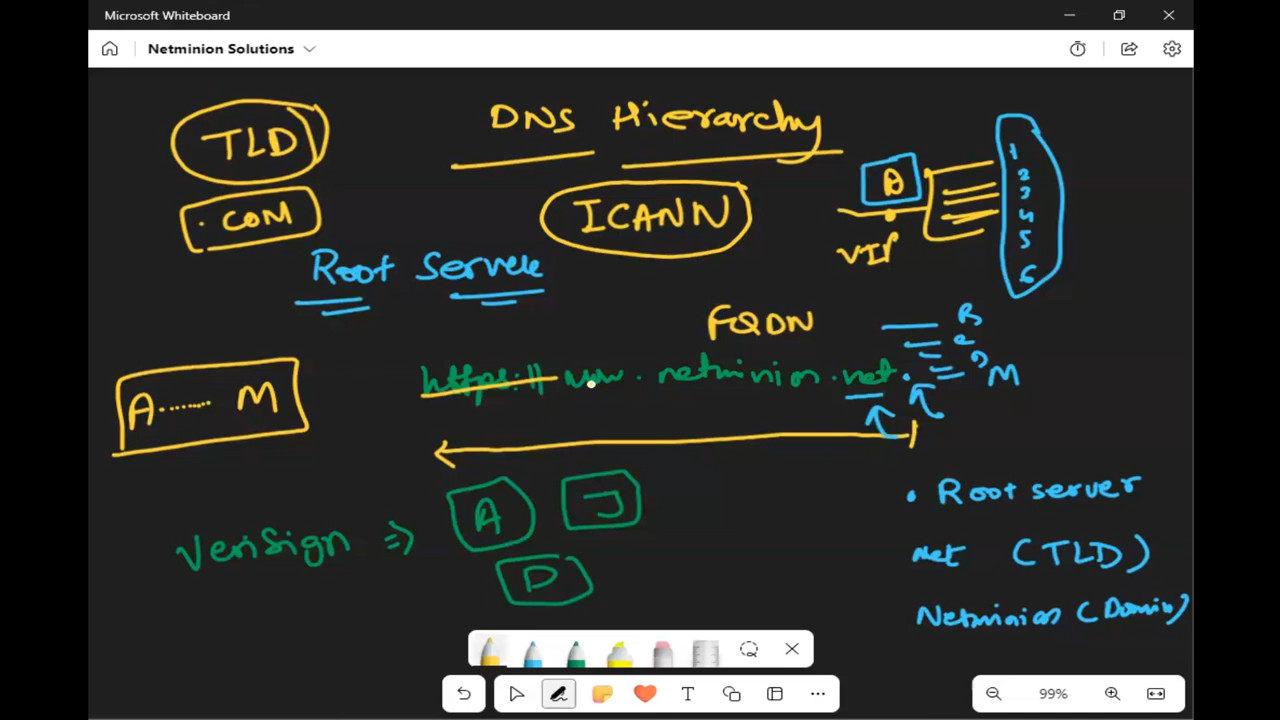 Microsoft Whiteboard
Netminion Solutions
TLD
DNS Hierarchy
.COM
ICANN
A
VIP
1
2
3
4
5
6
Root Server
FQDN
https:// www.netminion.net.
M
A........ M
VeriSign => A J
D
. Root server
net (TLD)
Netminion (Domin)
99%